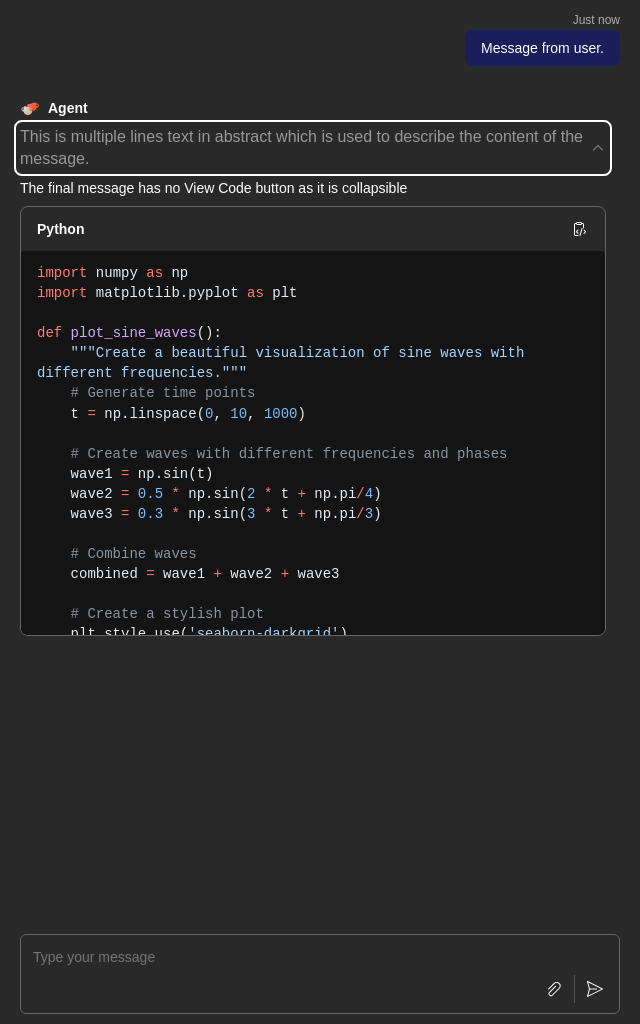 Just now
Message from user.
Agent
This is multiple lines text in abstract which is used to describe the content of the
message.
The final message has no View Code button as it is collapsible
Python
import numpy as np
import matplotlib.pyplot as plt
def plot_sine_waves():
    """Create a beautiful visualization of sine waves with
different frequencies."""
    # Generate time points
    t = np.linspace(0, 10, 1000)
    # Create waves with different frequencies and phases
    wave1 = np.sin(t)
    wave2 = 0.5 * np.sin(2 * t + np.pi/4)
    wave3 = 0.3 * np.sin(3 * t + np.pi/3)
    # Combine waves
    combined = wave1 + wave2 + wave3
    # Create a stylish plot
    plt.style.use('seaborn-darkgrid')
Type your message